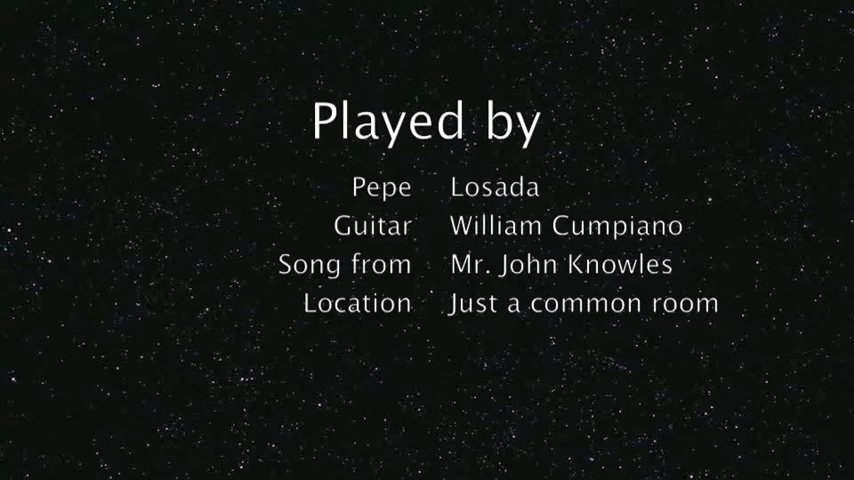 Played by
Pepe Losada
Guitar William Cumpiano
Song from Mr. John Knowles
Location Just a common room